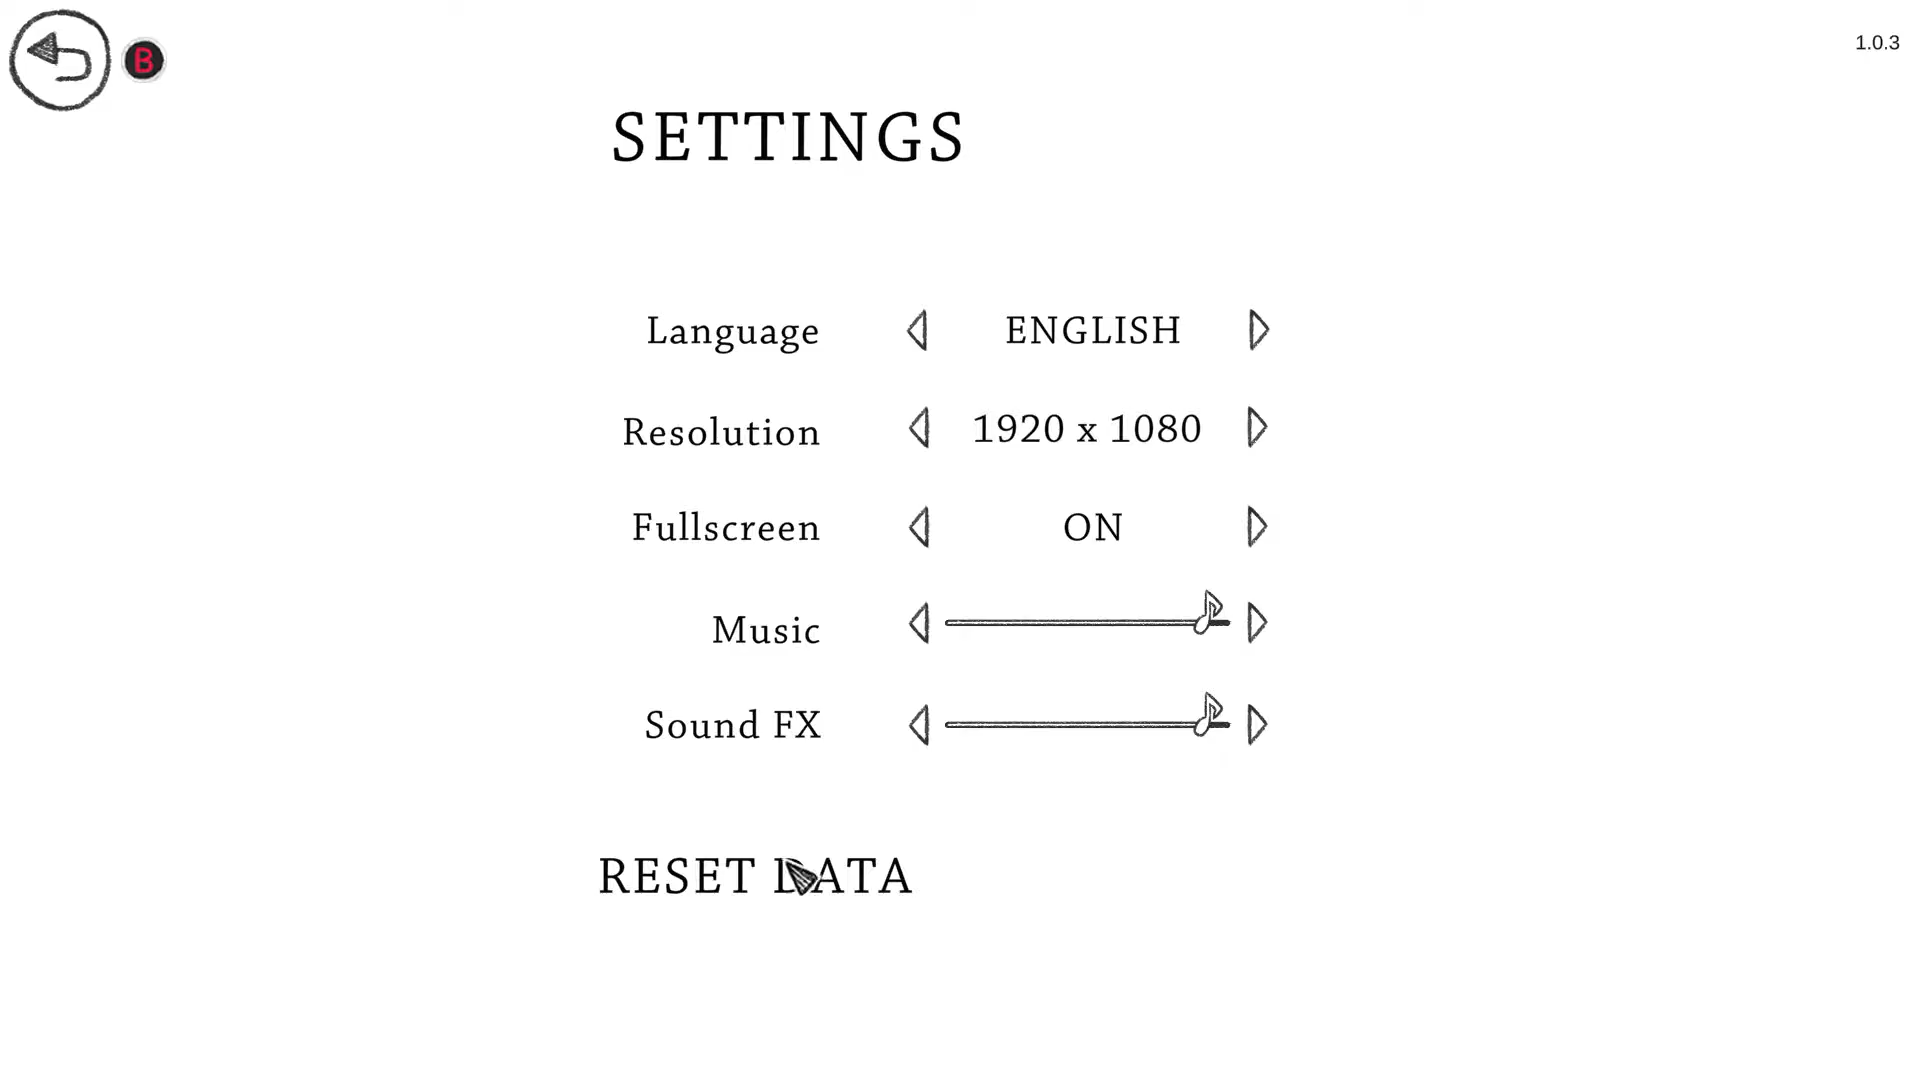 B
1.0.3
SETTINGS
Language ENGLISH
Resolution 1920 x 1080
Fullscreen ON
Music
Sound FX
RESET DATA